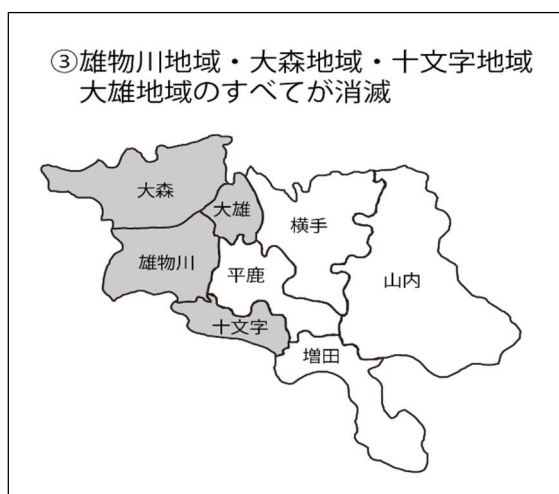 ③雄物川地域・大森地域・十文字地域
大雄地域のすべてが消滅
大森
大雄
横手
雄物川
平鹿
山内
十文字
増田